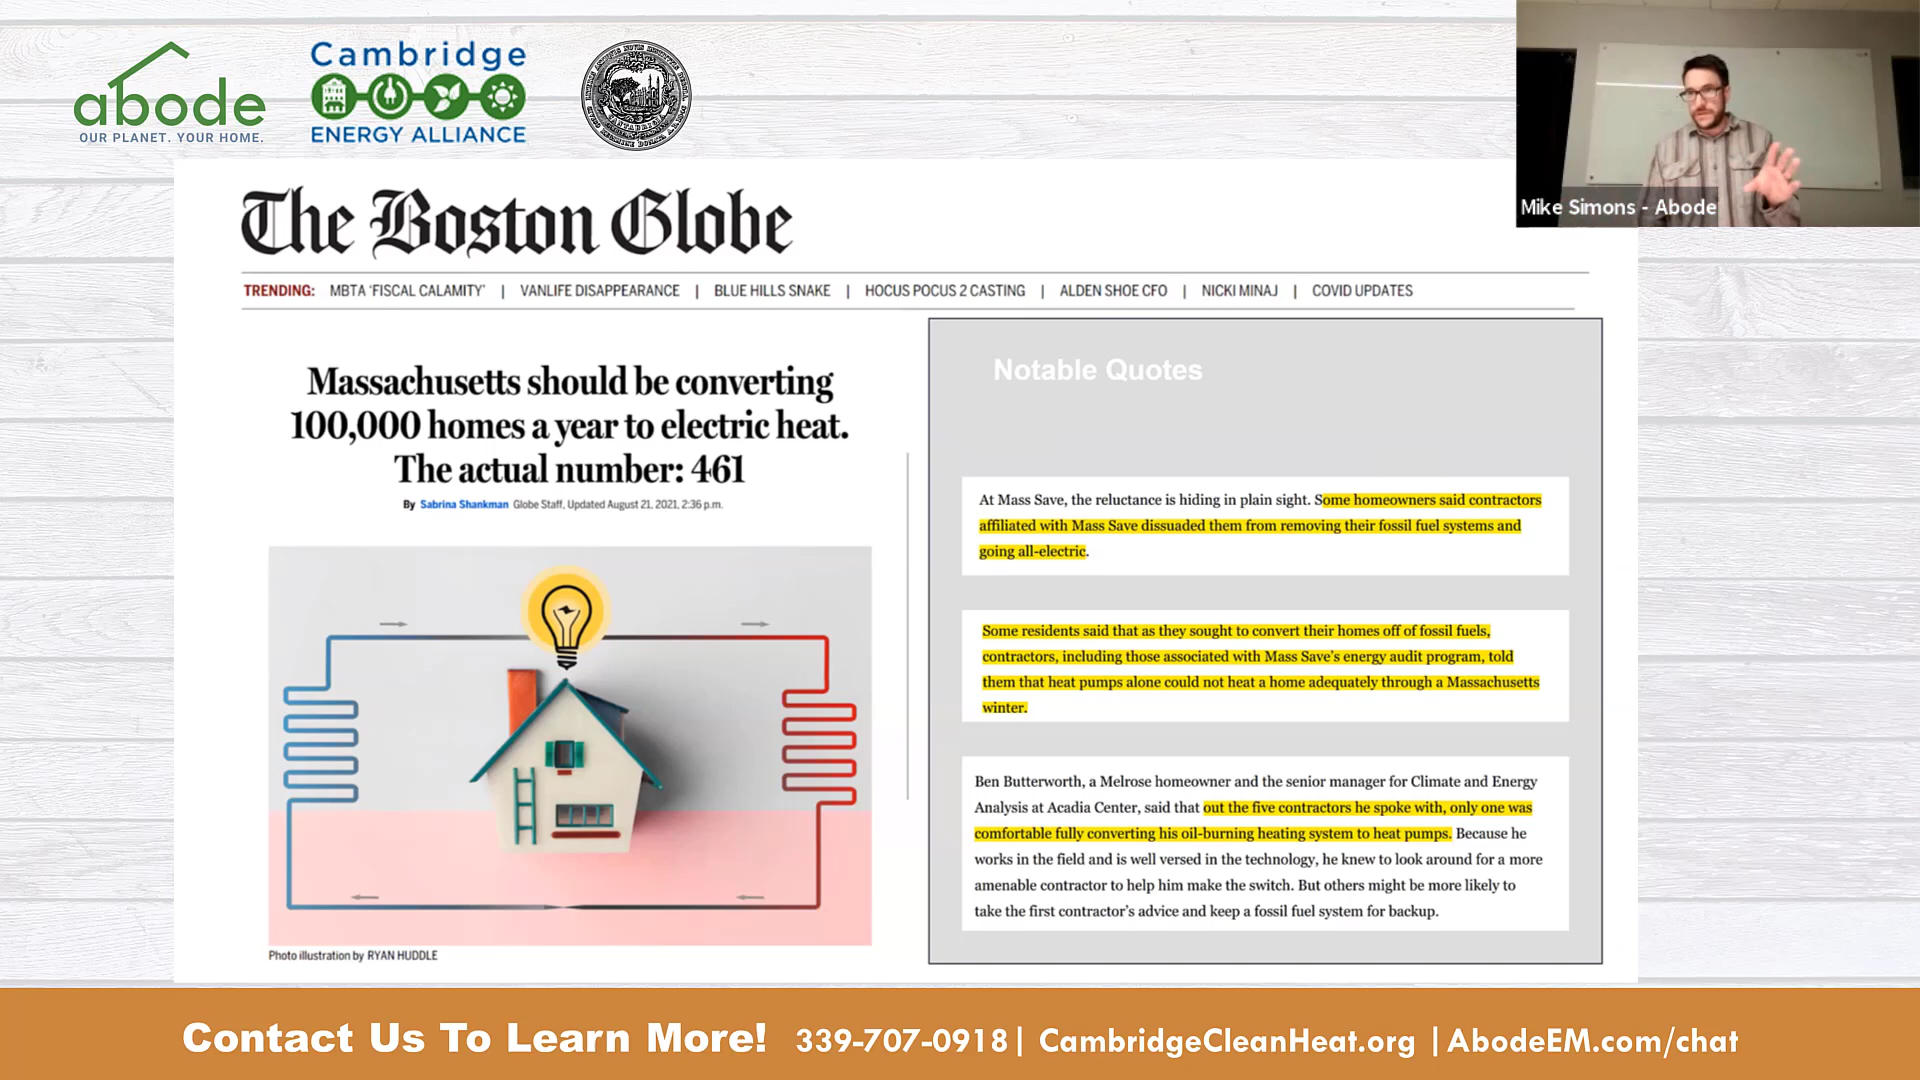 abode
OUR PLANET. YOUR HOME.
Cambridge
ENERGY ALLIANCE
Mike Simons - Abode
The Boston Globe
TRENDING: MBTA 'FISCAL CALAMITY' | VANLIFE DISAPPEARANCE | BLUE HILLS SNAKE | HOCUS POCUS 2 CASTING | ALDEN SHOE CFO | NICKI MINAJ | COVID UPDATES
Massachusetts should be converting
100,000 homes a year to electric heat.
The actual number: 461
By Sabrina Shankman Globe Staff, Updated August 21, 2021, 2:36 p.m.
Photo illustration by RYAN HUDDLE
Notable Quotes
At Mass Save, the reluctance is hiding in plain sight. Some homeowners said contractors
affiliated with Mass Save dissuaded them from removing their fossil fuel systems and
going all-electric.
Some residents said that as they sought to convert their homes off of fossil fuels,
contractors, including those associated with Mass Save's energy audit program, told
them that heat pumps alone could not heat a home adequately through a Massachusetts
winter.
Ben Butterworth, a Melrose homeowner and the senior manager for Climate and Energy
Analysis at Acadia Center, said that out the five contractors he spoke with, only one was
comfortable fully converting his oil-burning heating system to heat pumps. Because he
works in the field and is well versed in the technology, he knew to look around for a more
amenable contractor to help him make the switch. But others might be more likely to
take the first contractor's advice and keep a fossil fuel system for backup.
Contact Us To Learn More! 339-707-0918| CambridgeCleanHeat.org |AbodeEM.com/chat